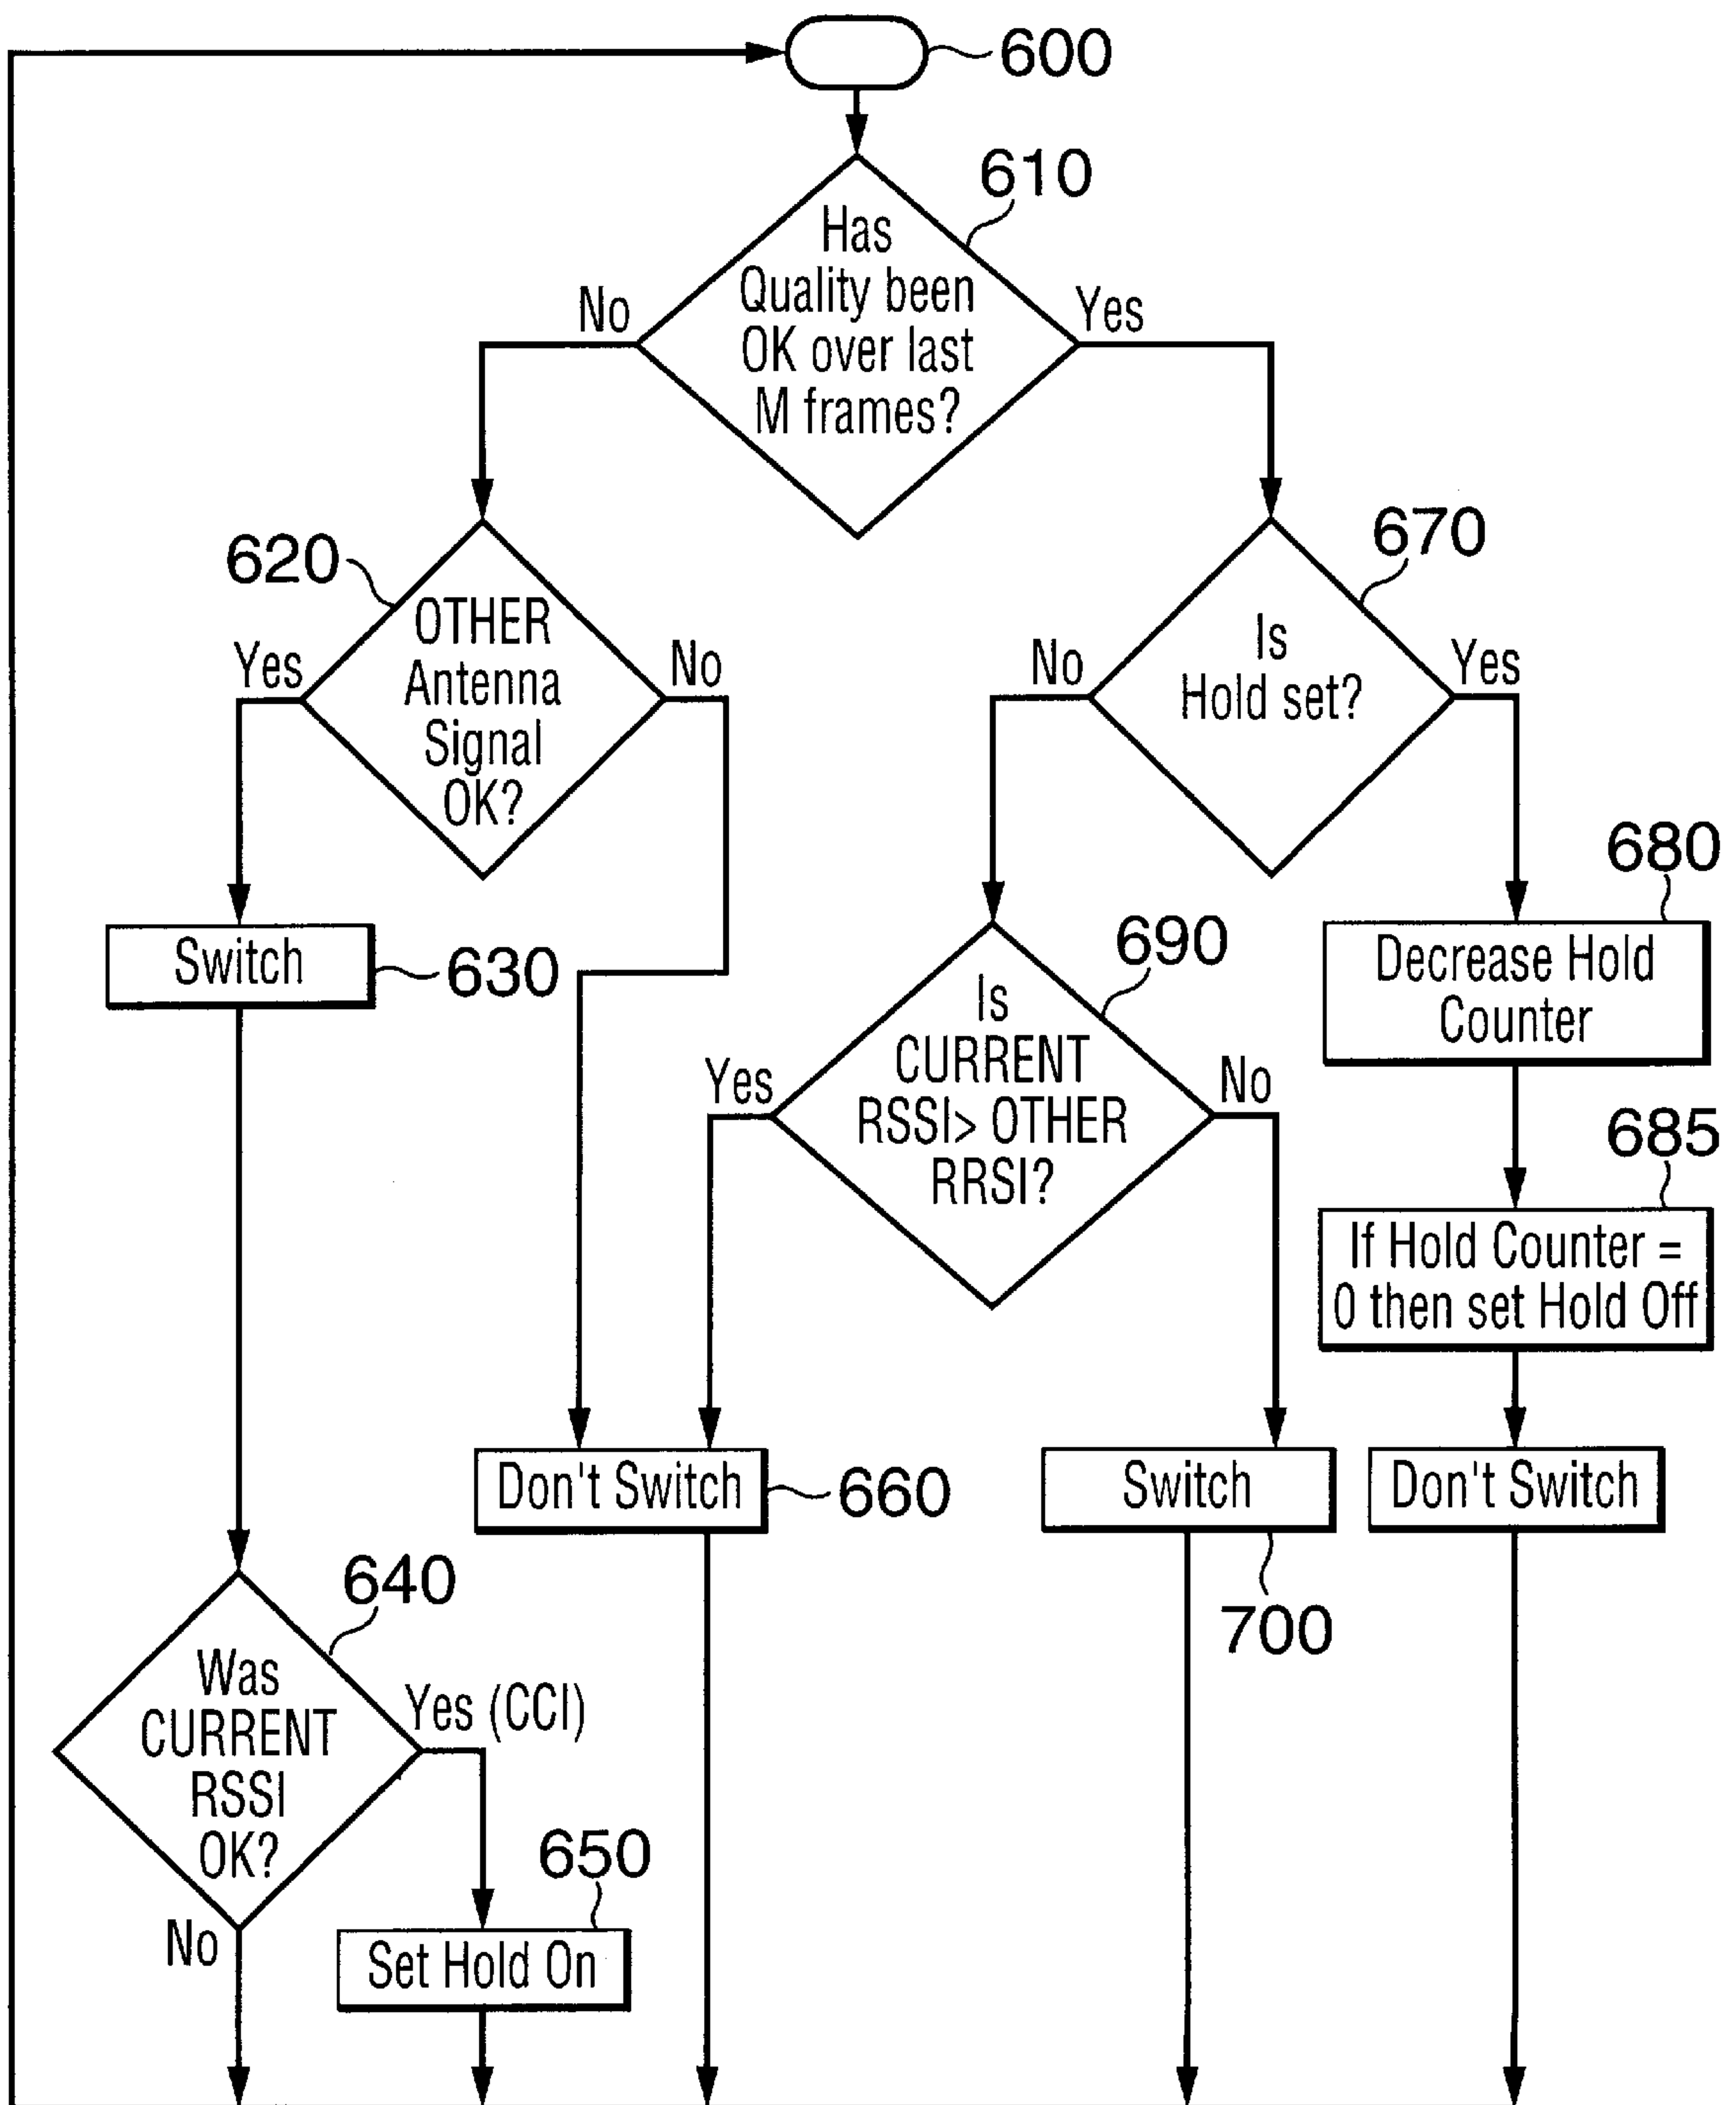 600
610
Has
Quality been
OK over last
M frames?
No
Yes
620
OTHER
Antenna
Signal
OK?
Yes
No
670
Is
Hold set?
No
Yes
Switch
630
680
Decrease Hold
Counter
690
Is
CURRENT
RSSI> OTHER
RRSI?
Yes
No
685
If Hold Counter =
0 then set Hold Off
Don't Switch
660
Switch
700
Don't Switch
640
Was
CURRENT
RSSI
OK?
Yes (CCI)
No
650
Set Hold On